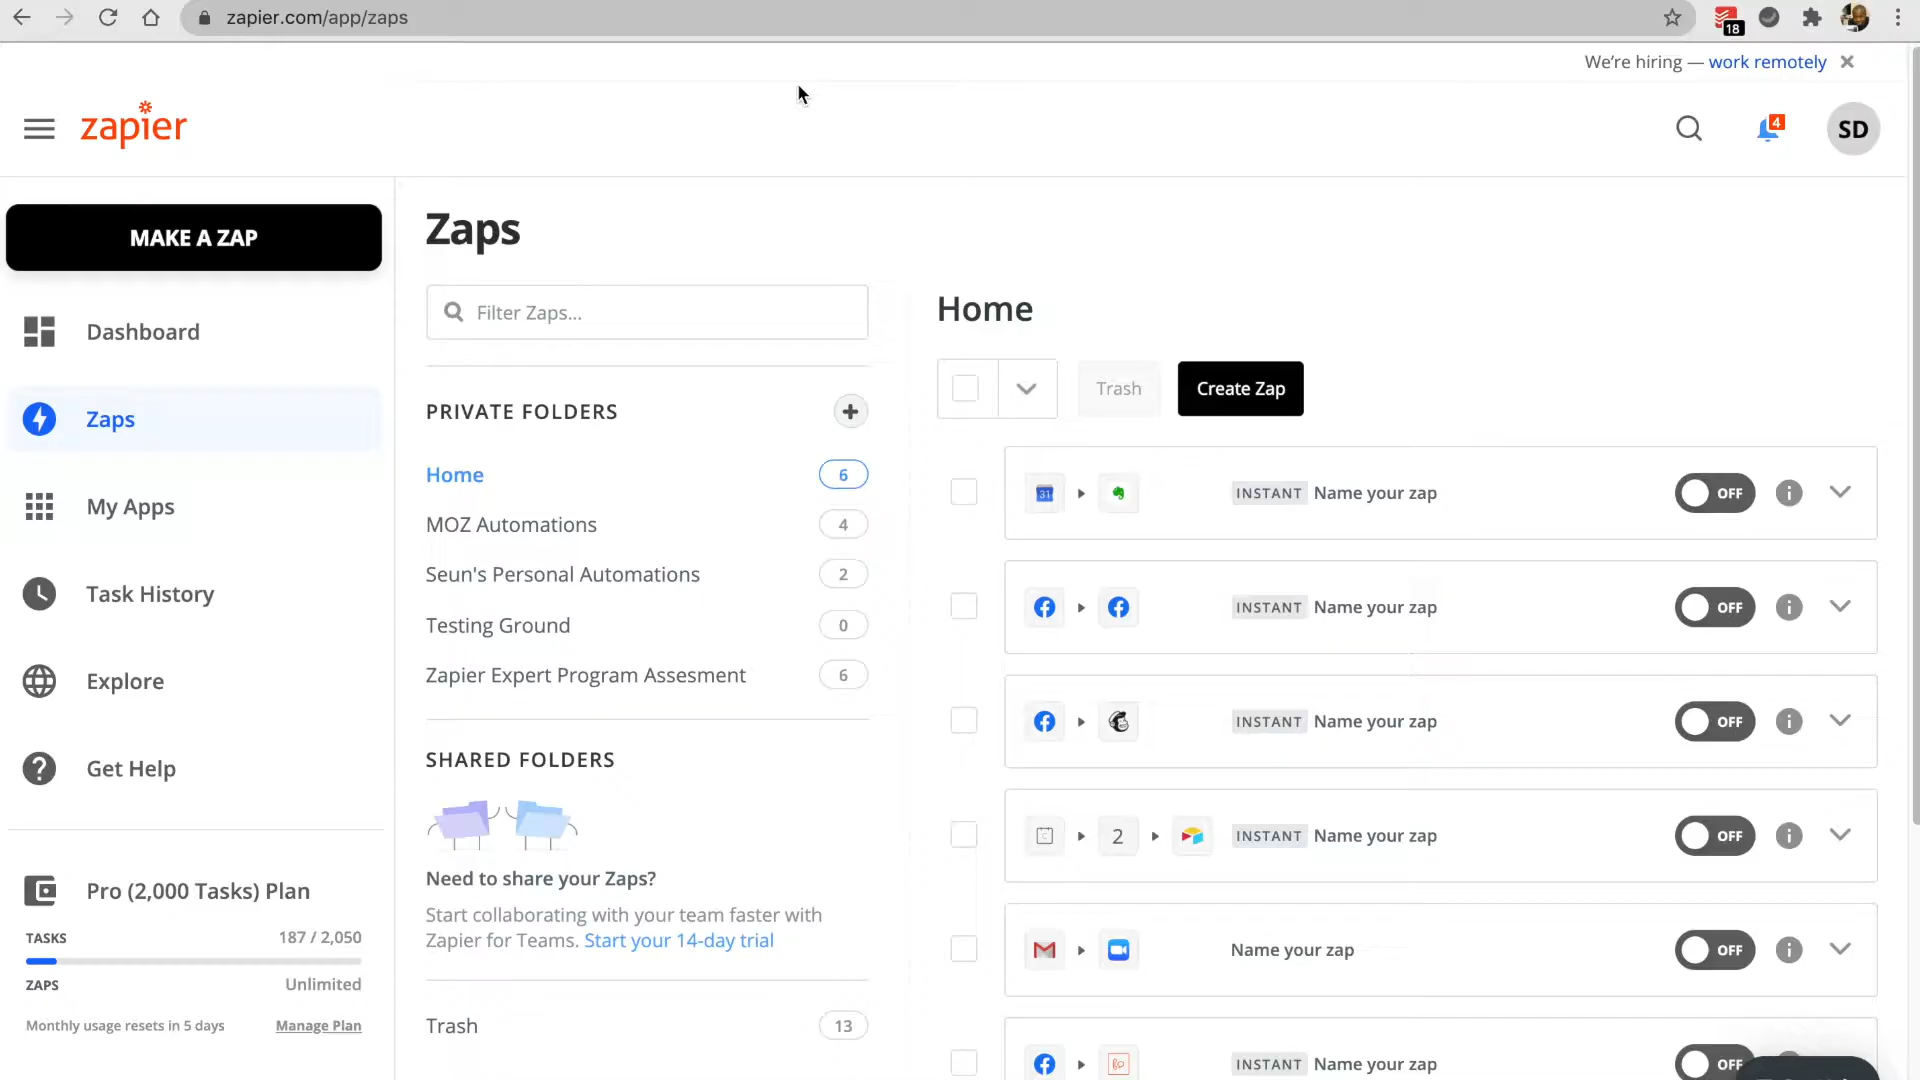 zapier.com/app/zaps
18
We're hiring — work remotely
zapier
4
SD
MAKE A ZAP
Dashboard
Zaps
My Apps
Task History
Explore
Get Help
Pro (2,000 Tasks) Plan
TASKS 187 / 2,050
ZAPS Unlimited
Monthly usage resets in 5 days Manage Plan
Zaps
Filter Zaps...
PRIVATE FOLDERS
Home 6
MOZ Automations 4
Seun's Personal Automations 2
Testing Ground 0
Zapier Expert Program Assesment 6
SHARED FOLDERS
Need to share your Zaps?
Start collaborating with your team faster with
Zapier for Teams. Start your 14-day trial
Trash 13
Home
Trash Create Zap
31 INSTANT Name your zap OFF
INSTANT Name your zap OFF
INSTANT Name your zap OFF
2 INSTANT Name your zap OFF
Name your zap OFF
INSTANT Name your zap OFF